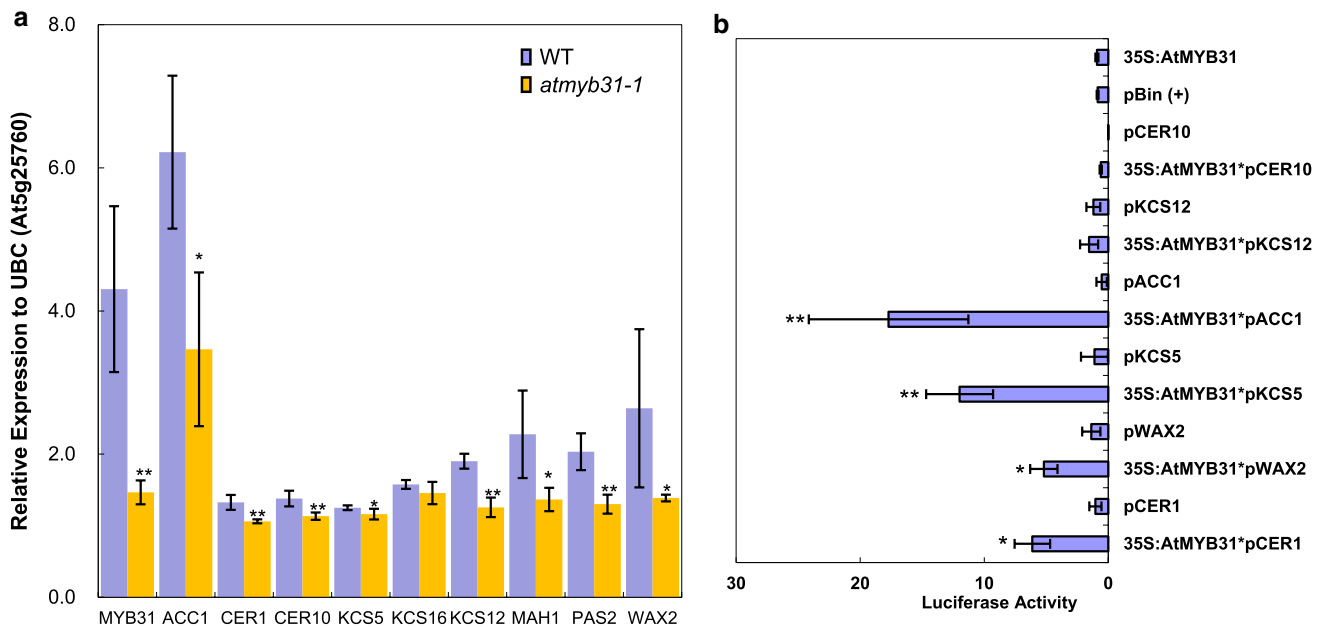 a
Relative Expression to UBC (At5g25760)
8.0
6.0
4.0
2.0
0.0
WT
atmyb31-1
**
*
**
**
*
**
*
**
*
MYB31 ACC1 CER1 CER10 KCS5 KCS16 KCS12 MAH1 PAS2 WAX2
b
35S:AtMYB31
pBin (+)
pCER10
35S:AtMYB31*pCER10
pKCS12
35S:AtMYB31*pKCS12
pACC1
** 35S:AtMYB31*pACC1
pKCS5
** 35S:AtMYB31*pKCS5
pWAX2
* 35S:AtMYB31*pWAX2
pCER1
* 35S:AtMYB31*pCER1
30 20 10 0
Luciferase Activity